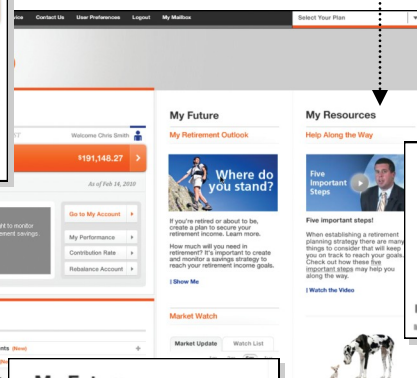 Contact Us User Preferences Logout My Mailbox
Select Your Plan
Welcome Chris Smith
$191,148.27
As of Feb 14, 2010
Go to My Account
My Performance
Contribution Rate
Rebalance Account
ht to monitor
ement savings.
My Future
My Retirement Outlook
Where do
you stand?
If you're retired or about to be,
create a plan to secure your
retirement income. Learn more.
How much will you need in
retirement? It's important to create
and monitor a savings strategy to
reach your retirement income goals.
Show Me
Market Watch
Market Update Watch List
My Resources
Help Along the Way
Five
Important
Steps
Five important steps!
When establishing a retirement
planning strategy there are many
things to consider that will keep
you on track to reach your goals.
Check out how these five
important steps may help you
along the way.
Watch the Video
nts (New)